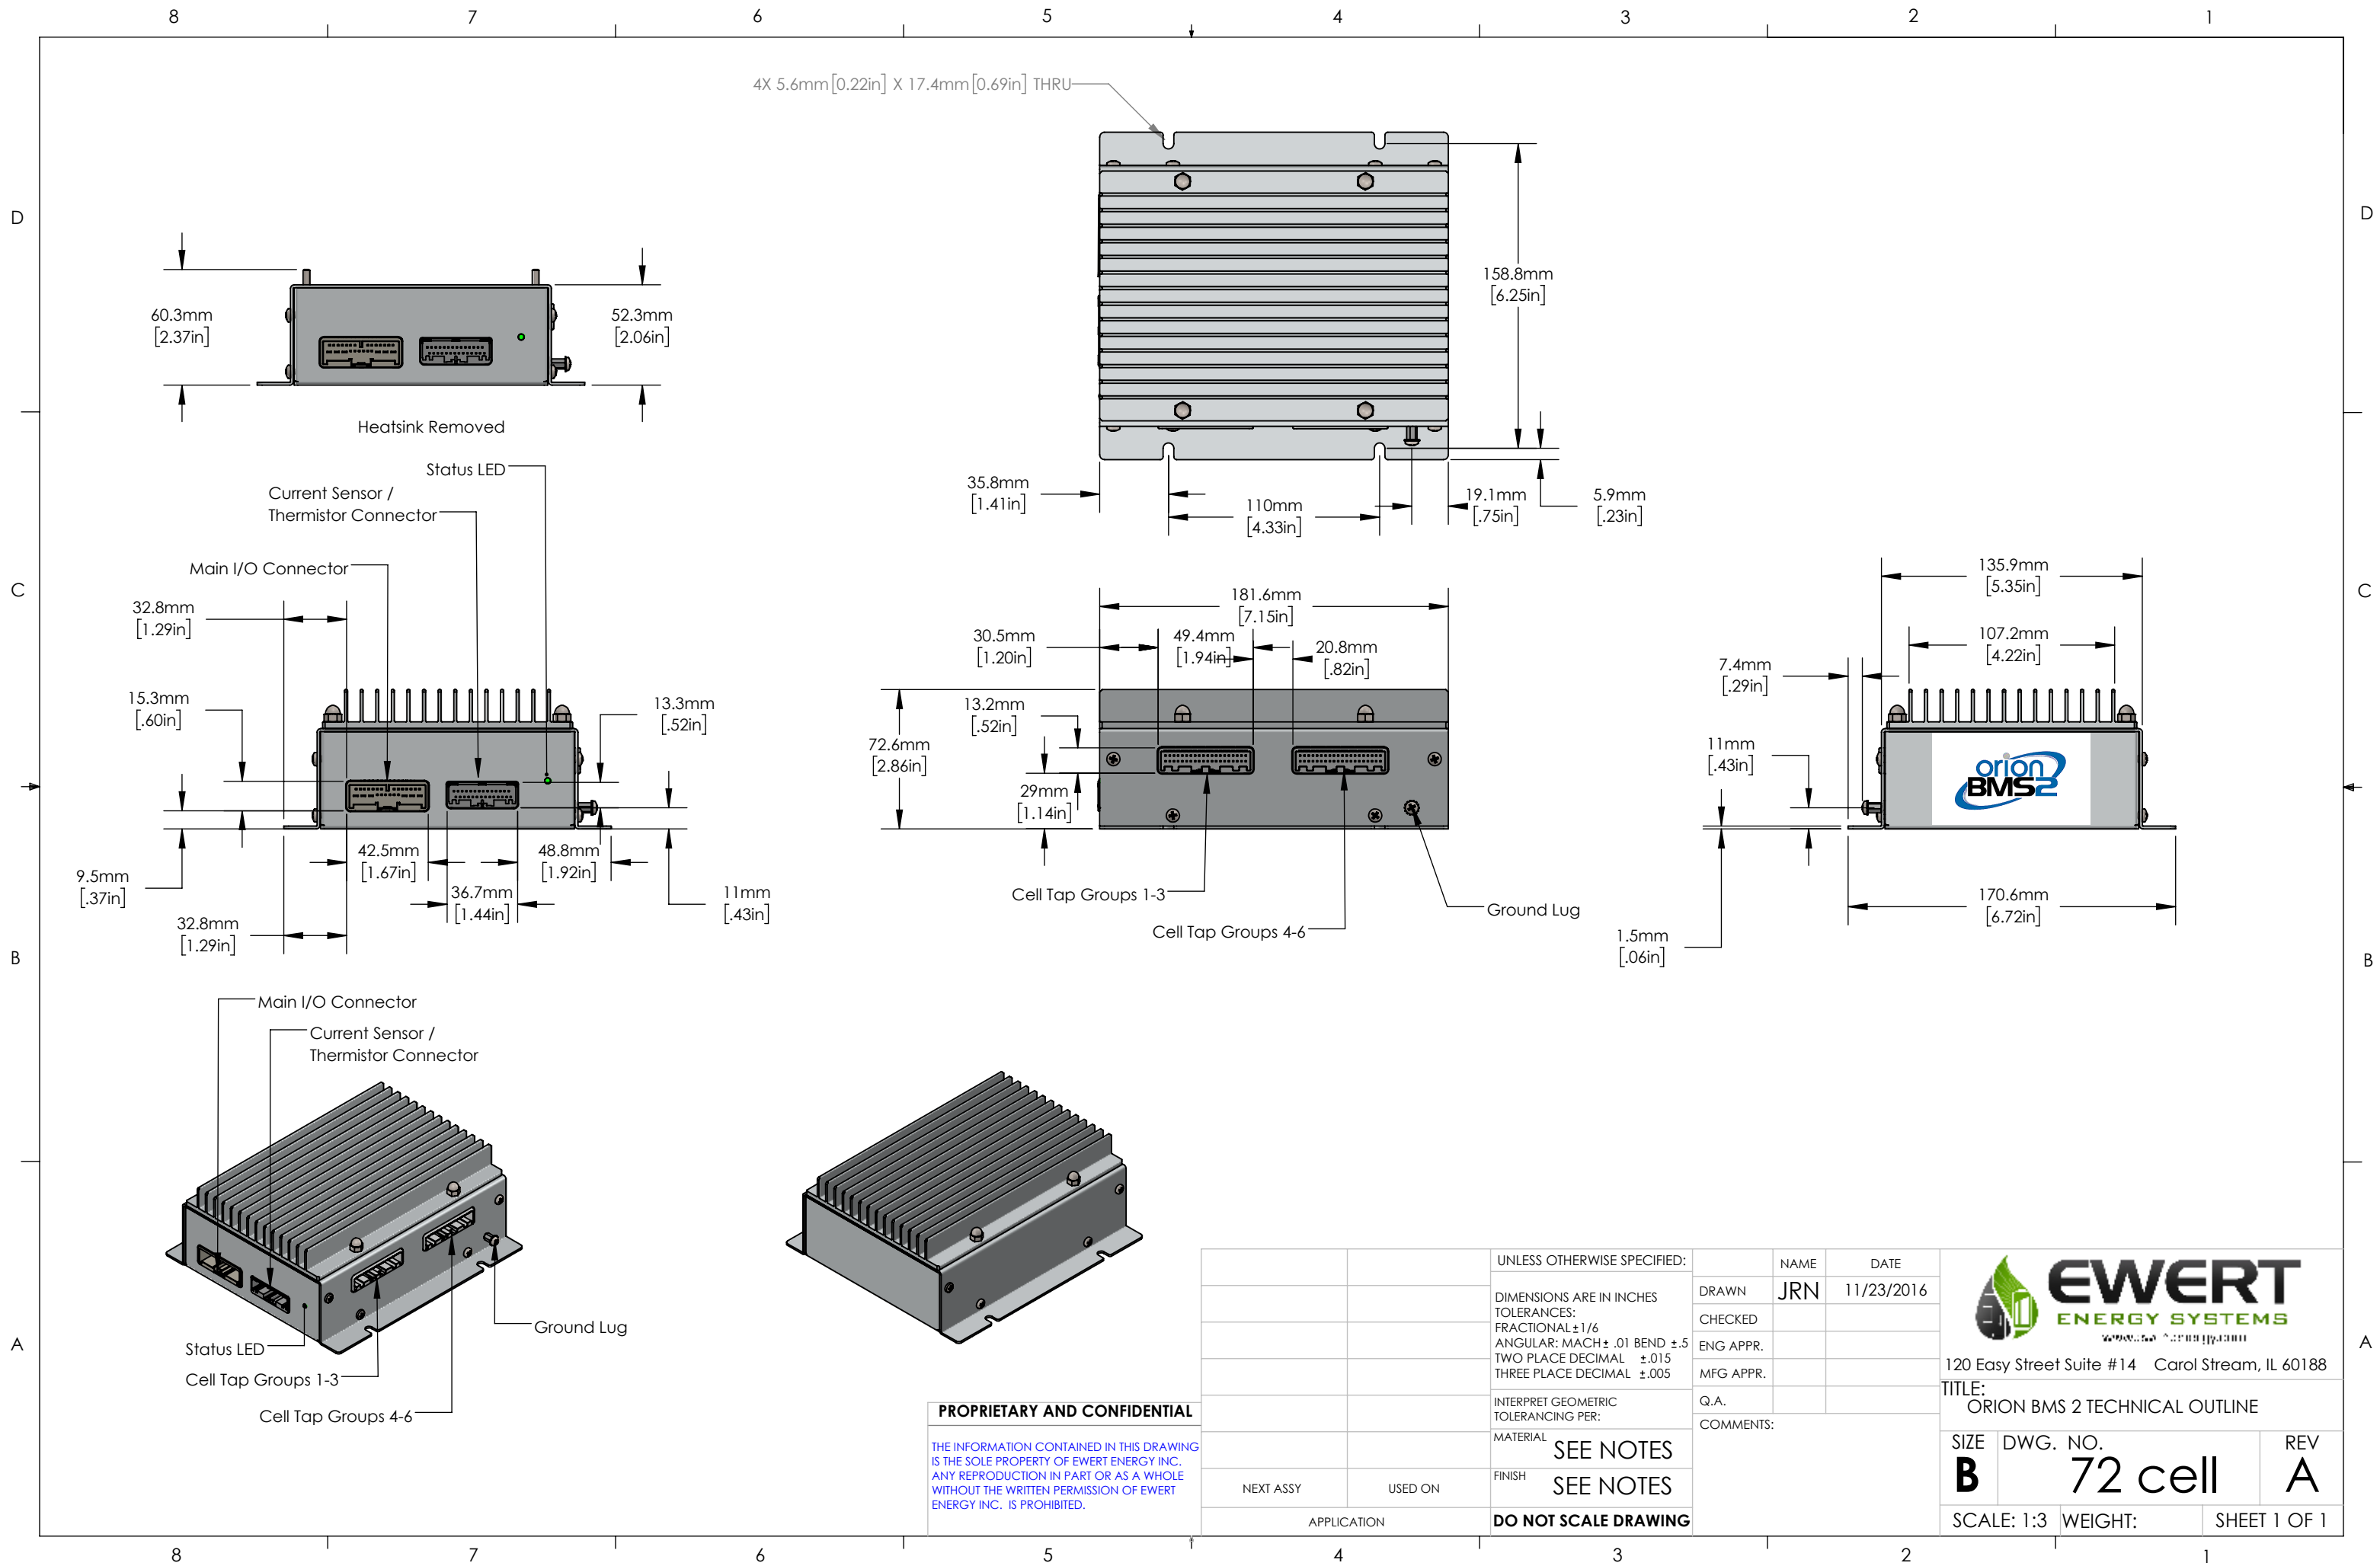 8 7 6 5 4 3 2 1
D
D
C
C
B
B
A
A
4X 5.6mm[0.22in] X 17.4mm[0.69in] THRU
158.8mm
[6.25in]
35.8mm
[1.41in]
110mm
[4.33in]
19.1mm
[.75in]
5.9mm
[.23in]
60.3mm
[2.37in]
52.3mm
[2.06in]
Heatsink Removed
Status LED
Current Sensor /
Thermistor Connector
Main I/O Connector
32.8mm
[1.29in]
15.3mm
[.60in]
13.3mm
[.52in]
9.5mm
[.37in]
42.5mm
[1.67in]
48.8mm
[1.92in]
36.7mm
[1.44in]
11mm
[.43in]
32.8mm
[1.29in]
181.6mm
[7.15in]
30.5mm
[1.20in]
49.4mm
[1.94in]
20.8mm
[.82in]
13.2mm
[.52in]
72.6mm
[2.86in]
29mm
[1.14in]
Cell Tap Groups 1-3
Cell Tap Groups 4-6
Ground Lug
135.9mm
[5.35in]
107.2mm
[4.22in]
7.4mm
[.29in]
11mm
[.43in]
orion
BMS2
170.6mm
[6.72in]
1.5mm
[.06in]
Main I/O Connector
Current Sensor /
Thermistor Connector
Ground Lug
Status LED
Cell Tap Groups 1-3
Cell Tap Groups 4-6
PROPRIETARY AND CONFIDENTIAL
THE INFORMATION CONTAINED IN THIS DRAWING
IS THE SOLE PROPERTY OF EWERT ENERGY INC.
ANY REPRODUCTION IN PART OR AS A WHOLE
WITHOUT THE WRITTEN PERMISSION OF EWERT
ENERGY INC. IS PROHIBITED.
NEXT ASSY
USED ON
APPLICATION
UNLESS OTHERWISE SPECIFIED:
DIMENSIONS ARE IN INCHES
TOLERANCES:
FRACTIONAL±1/6
ANGULAR: MACH± .01 BEND ±.5
TWO PLACE DECIMAL ±.015
THREE PLACE DECIMAL ±.005
INTERPRET GEOMETRIC
TOLERANCING PER:
MATERIAL
SEE NOTES
FINISH
SEE NOTES
DO NOT SCALE DRAWING
NAME DATE
DRAWN JRN 11/23/2016
CHECKED
ENG APPR.
MFG APPR.
Q.A.
COMMENTS:
EWERT
ENERGY SYSTEMS
120 Easy Street Suite #14 Carol Stream, IL 60188
TITLE:
ORION BMS 2 TECHNICAL OUTLINE
SIZE DWG. NO. REV
B 72 cell A
SCALE: 1:3 WEIGHT: SHEET 1 OF 1
8 7 6 5 4 3 2 1